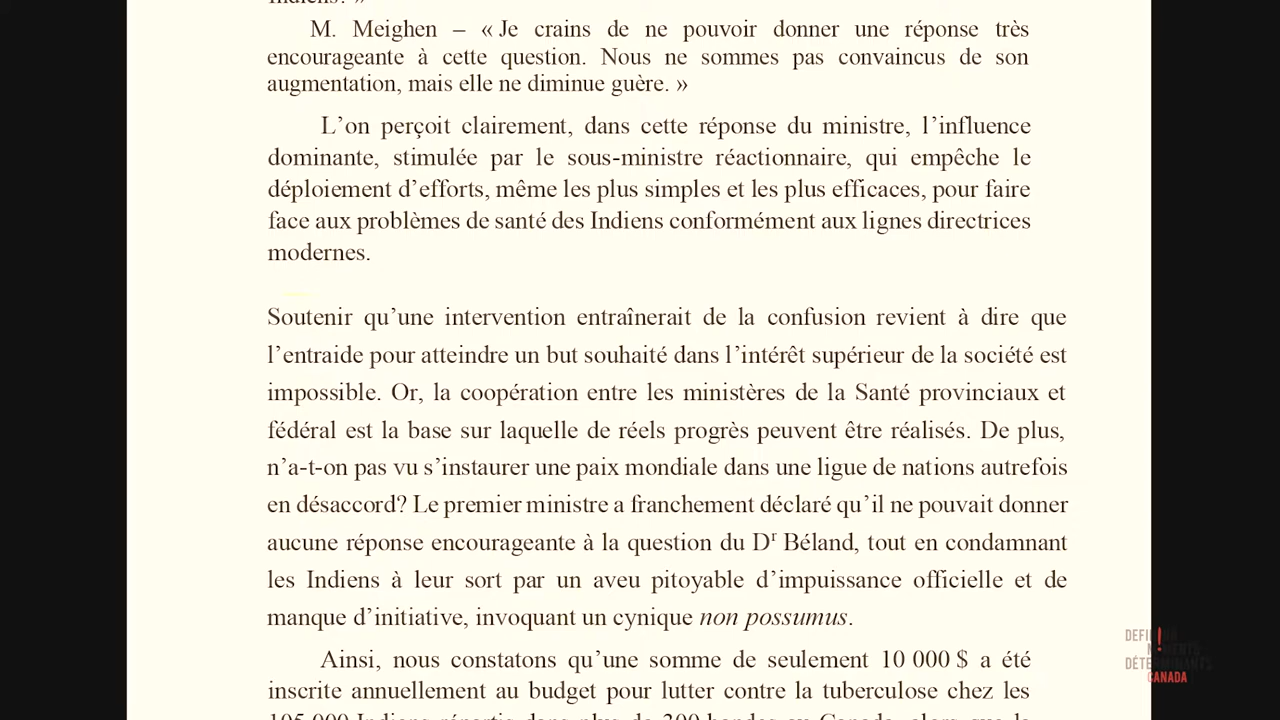 M. Meighen – « Je crains de ne pouvoir donner une réponse très
encourageante à cette question. Nous ne sommes pas convaincus de son
augmentation, mais elle ne diminue guère. »
L’on perçoit clairement, dans cette réponse du ministre, l’influence
dominante, stimulée par le sous-ministre réactionnaire, qui empêche le
déploiement d’efforts, même les plus simples et les plus efficaces, pour faire
face aux problèmes de santé des Indiens conformément aux lignes directrices
modernes.
Soutenir qu’une intervention entraînerait de la confusion revient à dire que
l’entraide pour atteindre un but souhaité dans l’intérêt supérieur de la société est
impossible. Or, la coopération entre les ministères de la Santé provinciaux et
fédéral est la base sur laquelle de réels progrès peuvent être réalisés. De plus,
n’a-t-on pas vu s’instaurer une paix mondiale dans une ligue de nations autrefois
en désaccord? Le premier ministre a franchement déclaré qu’il ne pouvait donner
aucune réponse encourageante à la question du Dʳ Béland, tout en condamnant
les Indiens à leur sort par un aveu pitoyable d’impuissance officielle et de
manque d’initiative, invoquant un cynique non possumus.
Ainsi, nous constatons qu’une somme de seulement 10 000 $ a été
inscrite annuellement au budget pour lutter contre la tuberculose chez les
CANADA